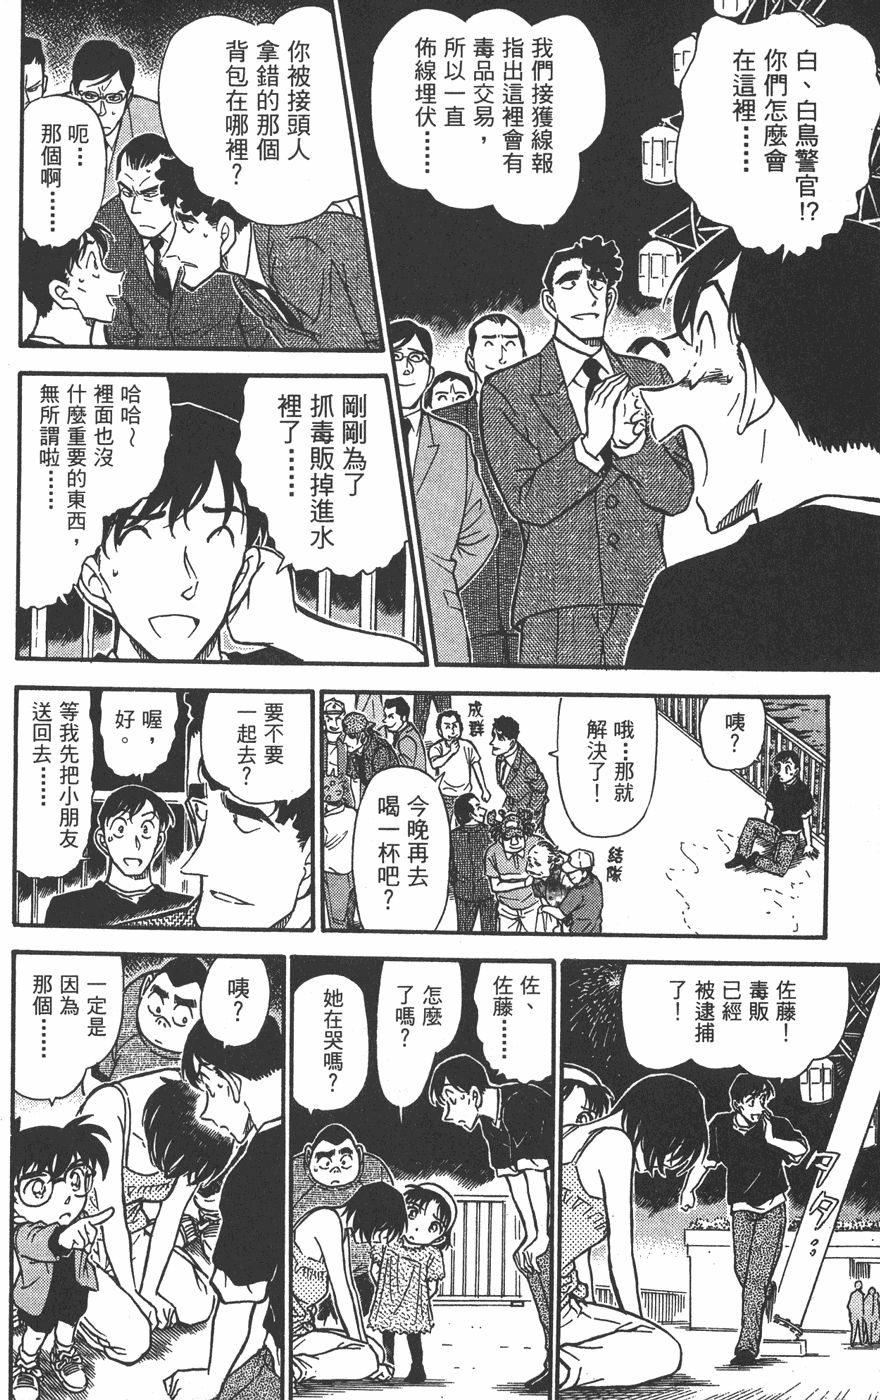 白、白鳥警官!?
你們怎麼會
在這裡……
我們接獲線報
指出這裡會有
毒品交易，
所以一直
佈線埋伏……
你被接頭人
拿錯的那個
背包在哪裡？
呃…
那個啊……
剛剛為了
抓毒販掉進水
裡了……
哈哈～
裡面也沒
什麼重要的東西，
無所謂啦……
咦？
哦…那就
解決了！
今晚再去
喝一杯吧？
成群
結隊
要不要
一起去？
喔，
好。
等我先把小朋友
送回去……
佐藤！
毒販
已經
被逮捕
了！
タタ…
佐、
佐藤…
怎麼
了嗎？
她在哭嗎？
咦？
一定是
因為
那個……